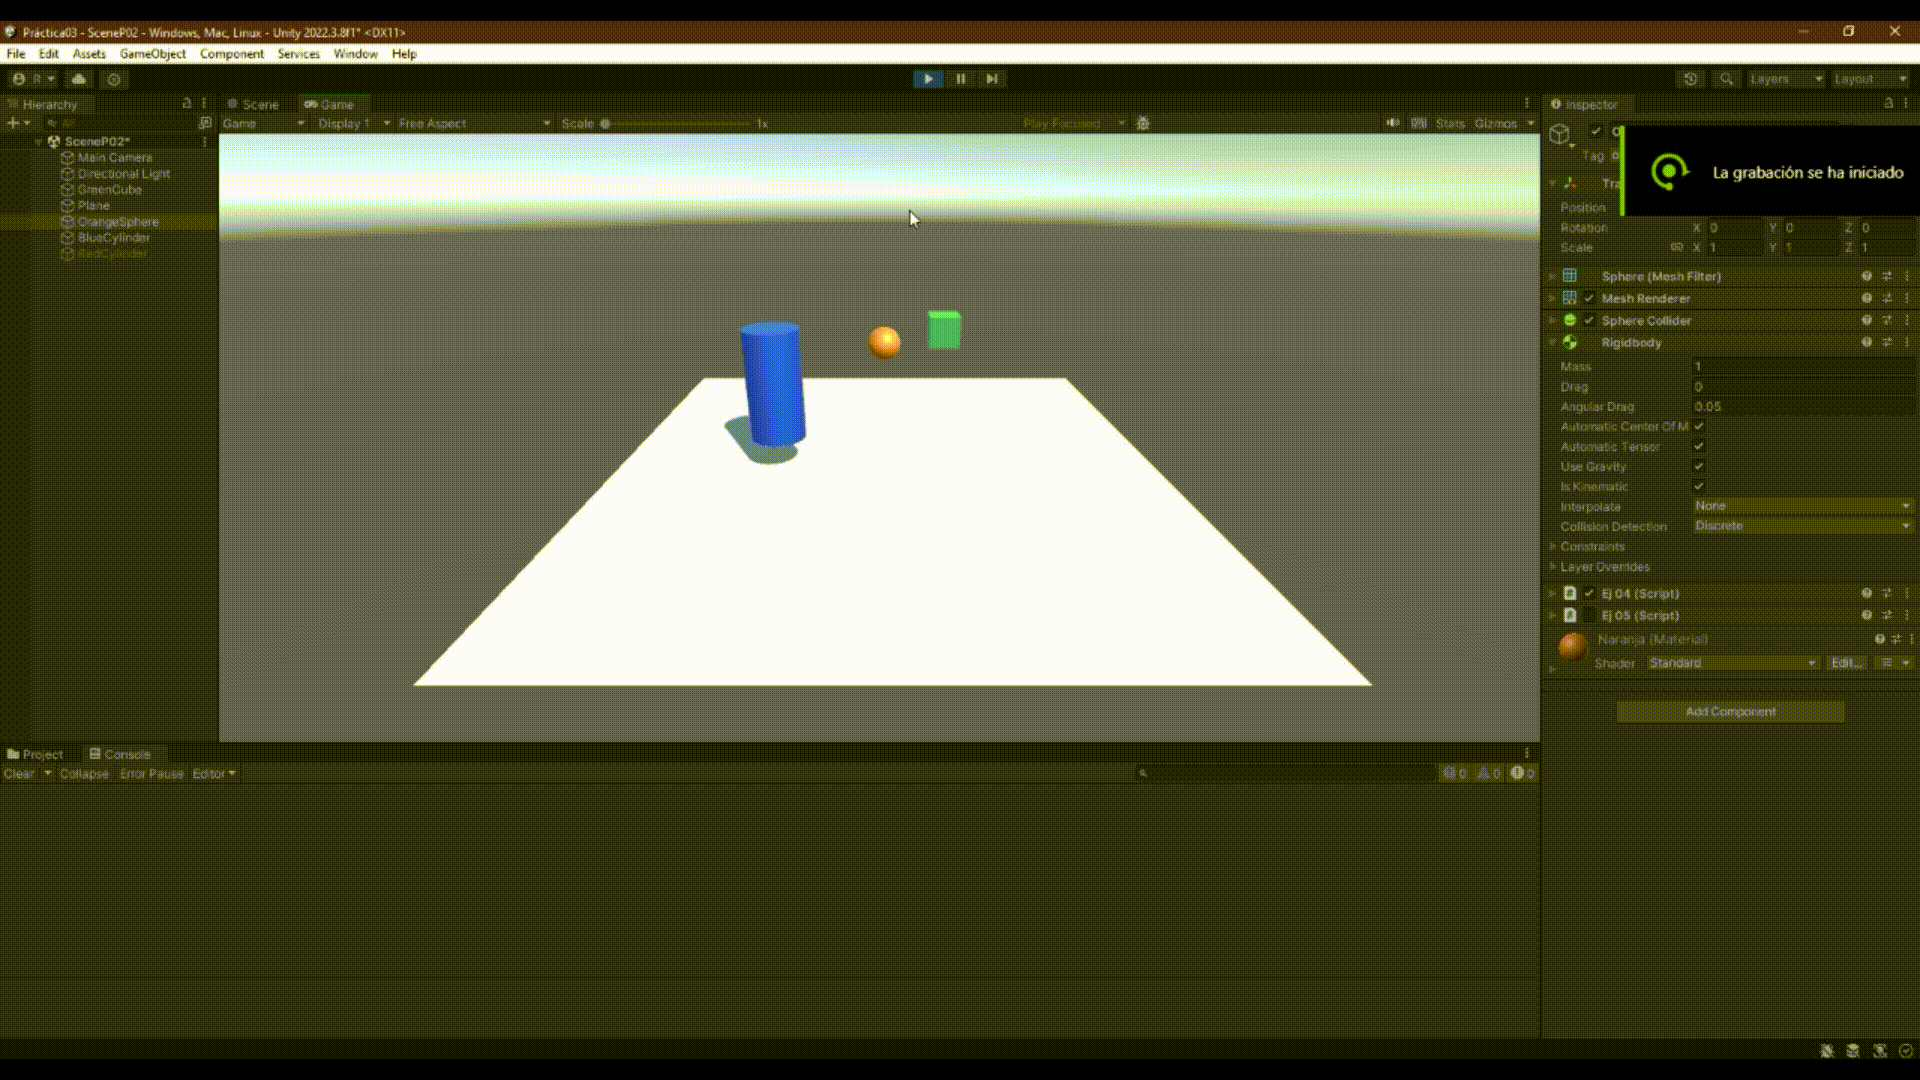 Práctica03 - SceneP02 - Windows, Mac, Linux - Unity 2022.3.8f1* <DX11>
File Edit Assets GameObject Component Services Window Help
R Layers Layout
Hierarchy Scene Game Inspector
All Game Display 1 Free Aspect Scale 1x Play Focused Stats Gizmos
SceneP02*
Main Camera
Directional Light
GreenCube
Plane
OrangeSphere
BlueCylinder
RedCylinder
Tag
La grabación se ha iniciado
Tra
Position
Rotation X 0 Y 0 Z 0
Scale X 1 Y 1 Z 1
Sphere (Mesh Filter)
Mesh Renderer
Sphere Collider
Rigidbody
Mass 1
Drag 0
Angular Drag 0.05
Automatic Center Of M
Automatic Tensor
Use Gravity
Is Kinematic
Interpolate None
Collision Detection Discrete
Constraints
Layer Overrides
Ej 04 (Script)
Ej 05 (Script)
Naranja (Material)
Shader Standard Edit...
Add Component
Project Console
Clear Collapse Error Pause Editor 0 0 0